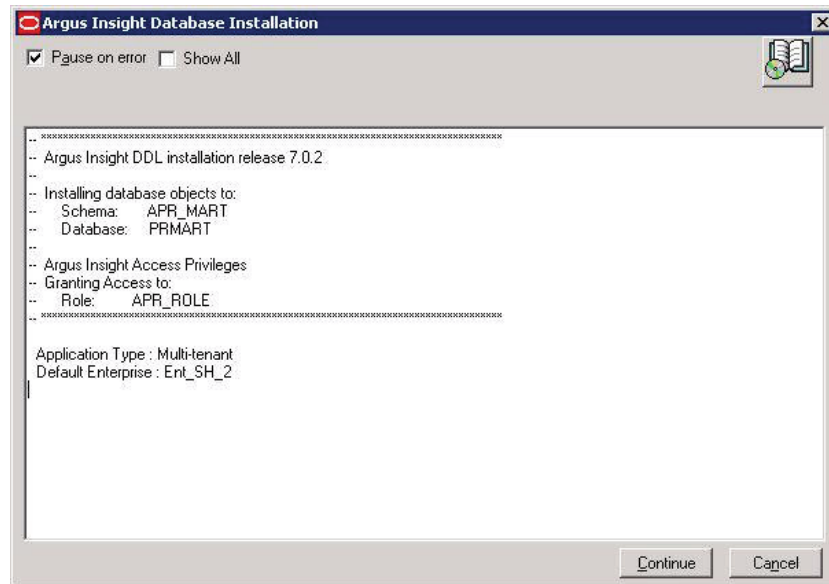 Argus Insight Database Installation
Pause on error Show All
-- *************************************************************************************
-- Argus Insight DDL installation release 7.0.2
--
-- Installing database objects to:
-- Schema: APR_MART
-- Database: PRMART
--
-- Argus Insight Access Privileges
-- Granting Access to:
-- Role: APR_ROLE
-- *************************************************************************************
Application Type : Multi-tenant
Default Enterprise : Ent_SH_2
Continue Cancel